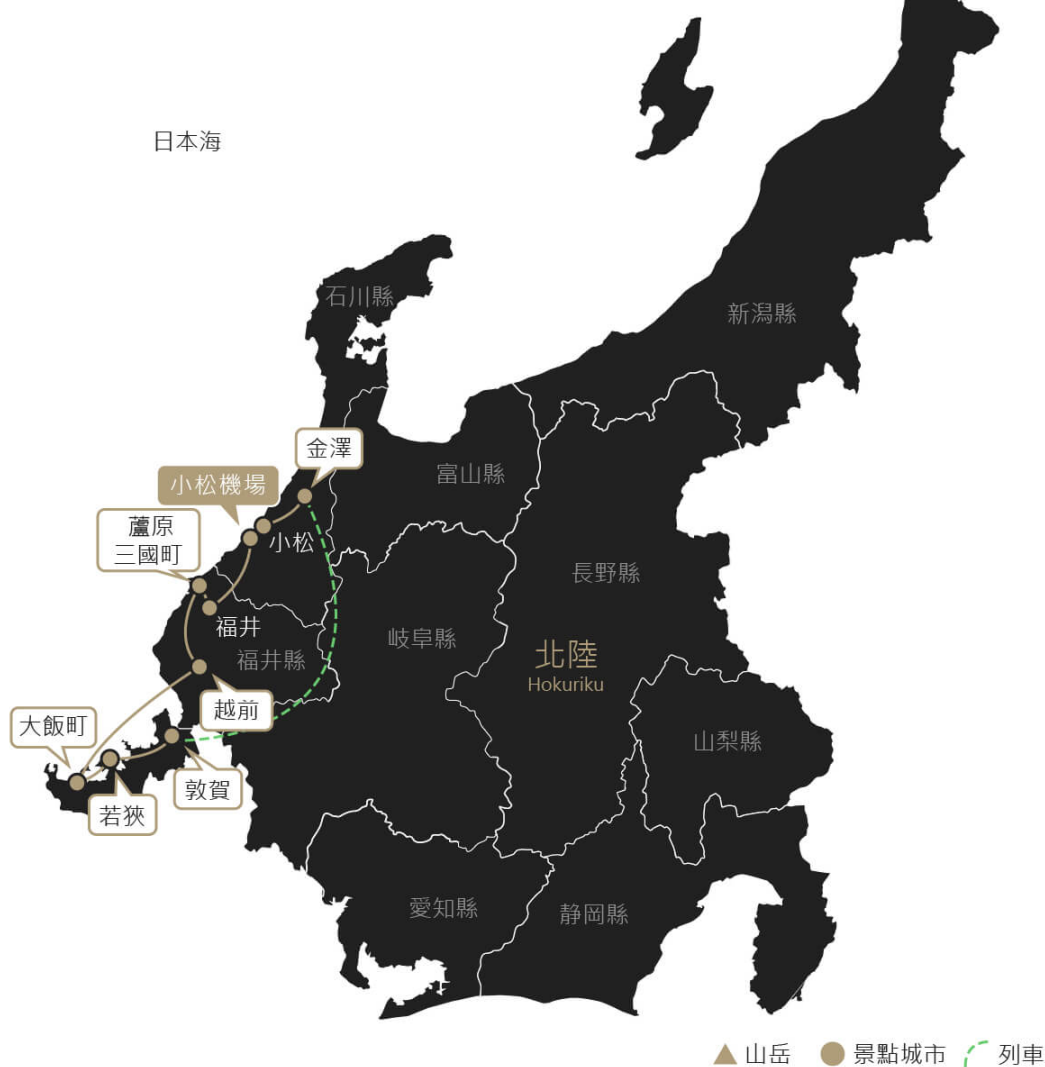 日本海
石川縣
新潟縣
金澤
富山縣
小松機場
蘆原
三國町
小松
長野縣
福井
岐阜縣
北陸
Hokuriku
福井縣
越前
大飯町
山梨縣
敦賀
若狹
愛知縣
静岡縣
山岳
景點城市
列車